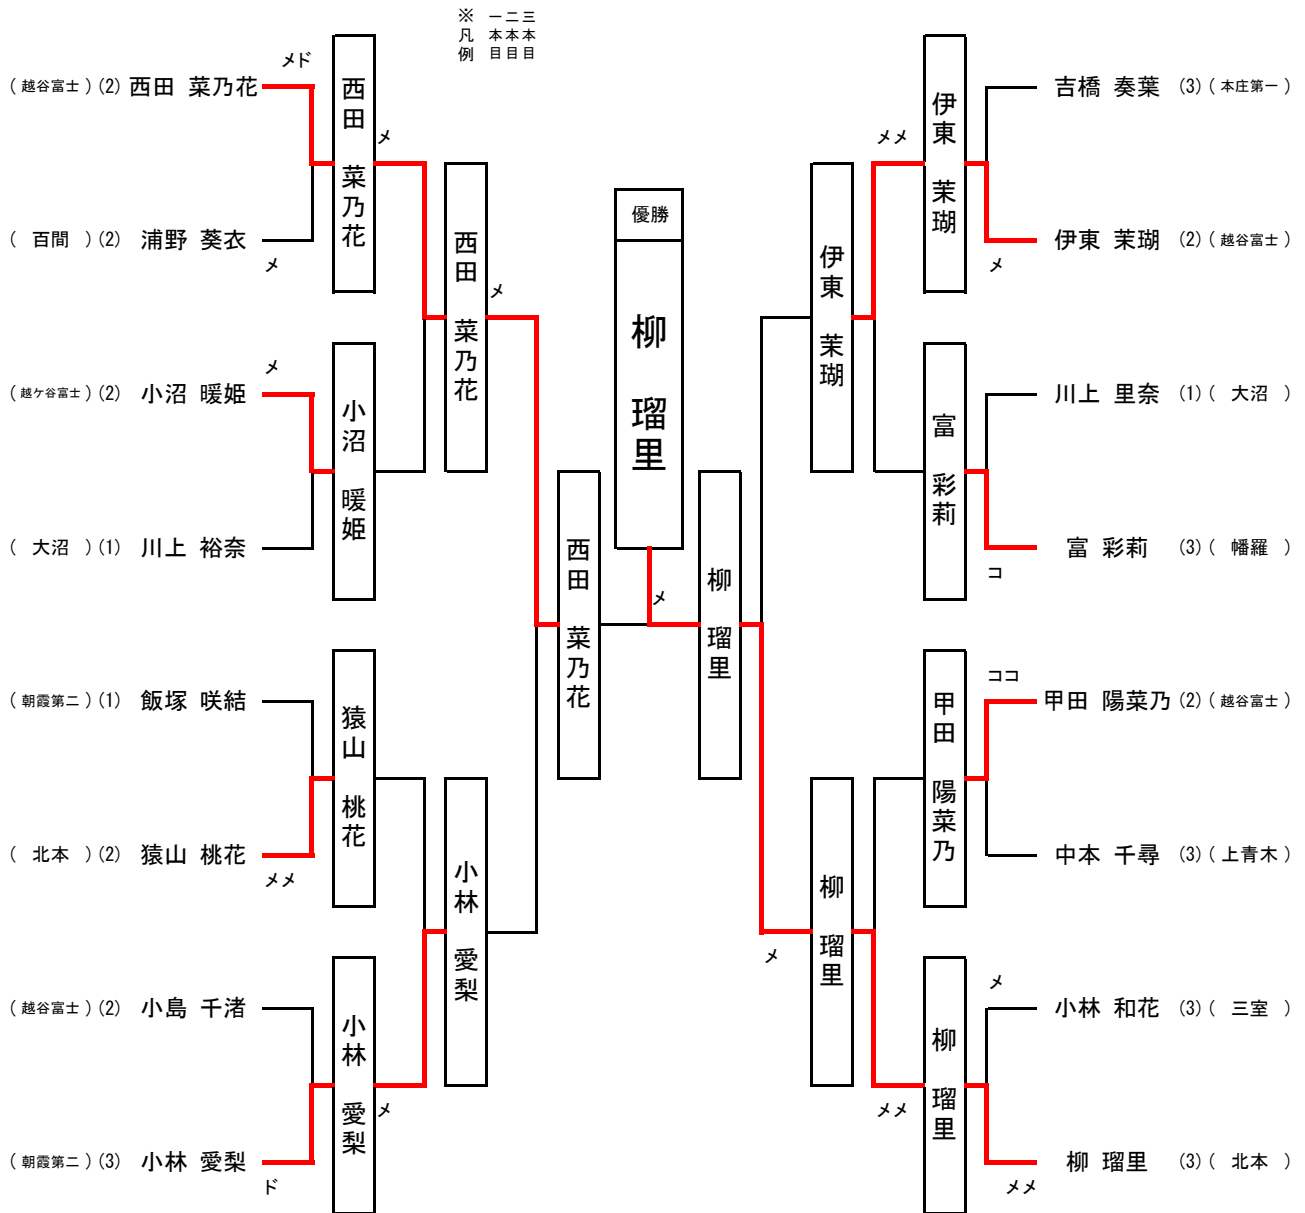 ※凡例
一本目
二本目
三本目
(越谷富士)(2) 西田 菜乃花
メド
(百間)(2) 浦野 葵衣
メ
(越ケ谷富士)(2) 小沼 暖姫
メ
(大沼)(1) 川上 裕奈
(朝霞第二)(1) 飯塚 咲結
(北本)(2) 猿山 桃花
メメ
(越谷富士)(2) 小島 千渚
(朝霞第二)(3) 小林 愛梨
ド
西田 菜乃花
メ
小沼 暖姫
猿山 桃花
小林 愛梨
メ
西田 菜乃花
メ
小林 愛梨
西田 菜乃花
優勝
柳 瑠里
メ
柳 瑠里
伊東 茉瑚
柳 瑠里
メ
伊東 茉瑚
メメ
富 彩莉
甲田 陽菜乃
柳 瑠里
メメ
吉橋 奏葉 (3)(本庄第一)
伊東 茉瑚 (2)(越谷富士)
メ
川上 里奈 (1)(大沼)
富 彩莉 (3)(幡羅)
コ
ココ
甲田 陽菜乃 (2)(越谷富士)
中本 千尋 (3)(上青木)
メ
小林 和花 (3)(三室)
柳 瑠里 (3)(北本)
メメ